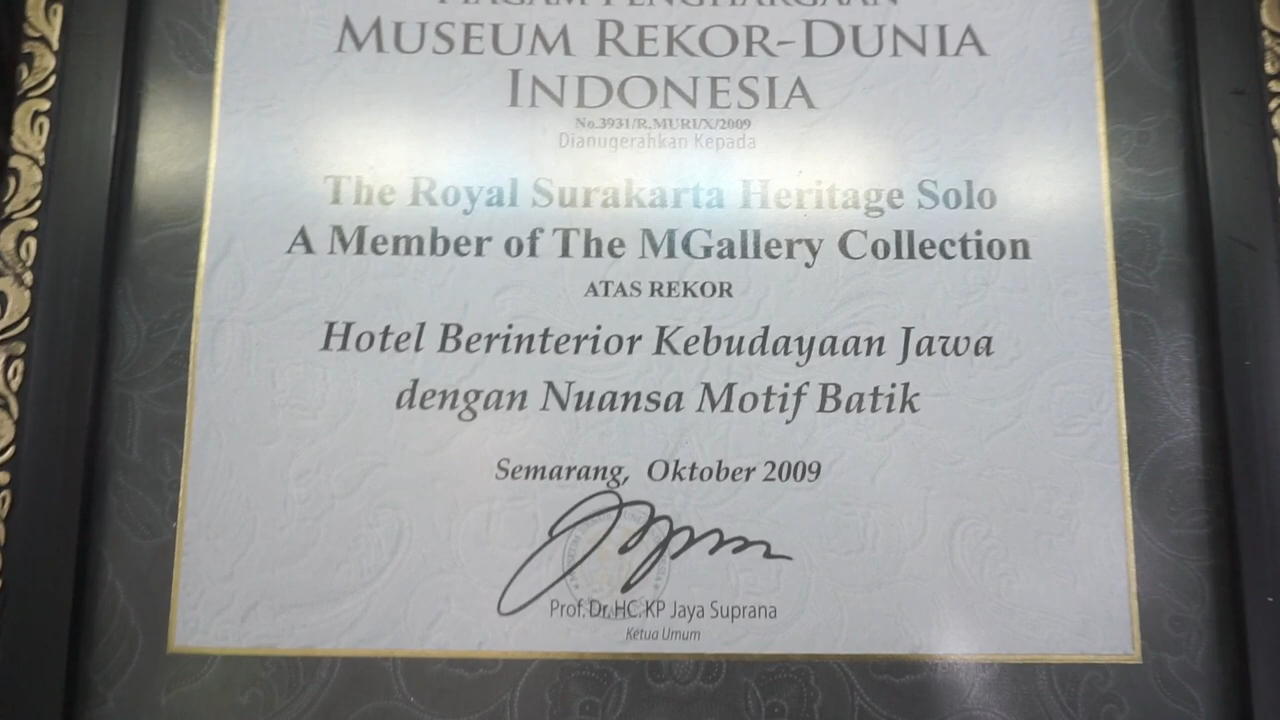 PIAGAM PENGHARGAAN
MUSEUM REKOR-DUNIA
INDONESIA
No.3931/R.MURI/X/2009
Dianugerahkan Kepada
The Royal Surakarta Heritage Solo
A Member of The MGallery Collection
ATAS REKOR
Hotel Berinterior Kebudayaan Jawa
dengan Nuansa Motif Batik
Semarang, Oktober 2009
Prof. Dr. HC. KP Jaya Suprana
Ketua Umum